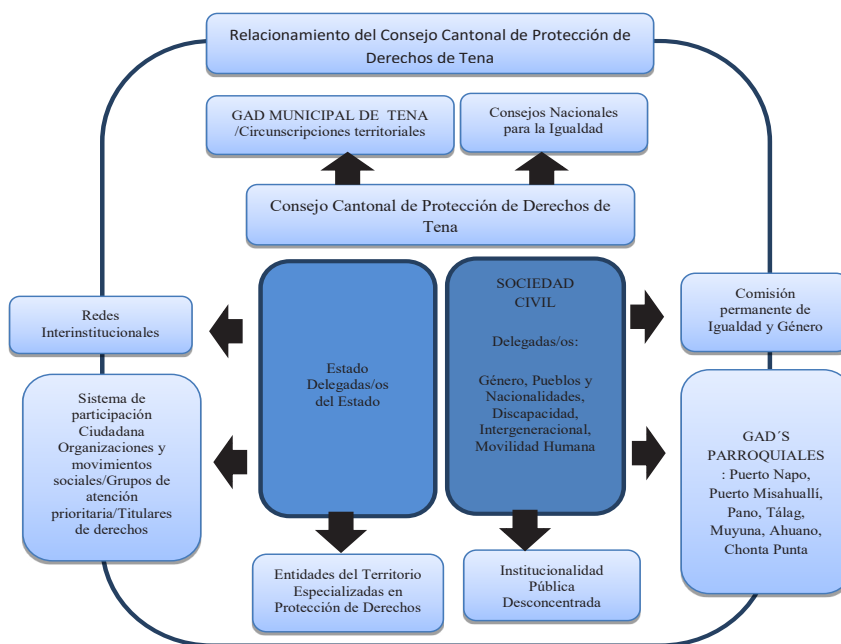 Relacionamiento del Consejo Cantonal de Protección de
Derechos de Tena
GAD MUNICIPAL DE TENA
/Circunscripciones territoriales
Consejos Nacionales
para la Igualdad
Consejo Cantonal de Protección de Derechos de
Tena
Redes
Interinstitucionales
Estado
Delegadas/os
del Estado
SOCIEDAD
CIVIL
Delegadas/os:
Género, Pueblos y
Nacionalidades,
Discapacidad,
Intergeneracional,
Movilidad Humana
Comisión
permanente de
Igualdad y Género
Sistema de
participación
Ciudadana
Organizaciones y
movimientos
sociales/Grupos de
atención
prioritaria/Titulares
de derechos
GAD´S
PARROQUIALES
: Puerto Napo,
Puerto Misahuallí,
Pano, Tálag,
Muyuna, Ahuano,
Chonta Punta
Entidades del Territorio
Especializadas en
Protección de Derechos
Institucionalidad
Pública
Desconcentrada